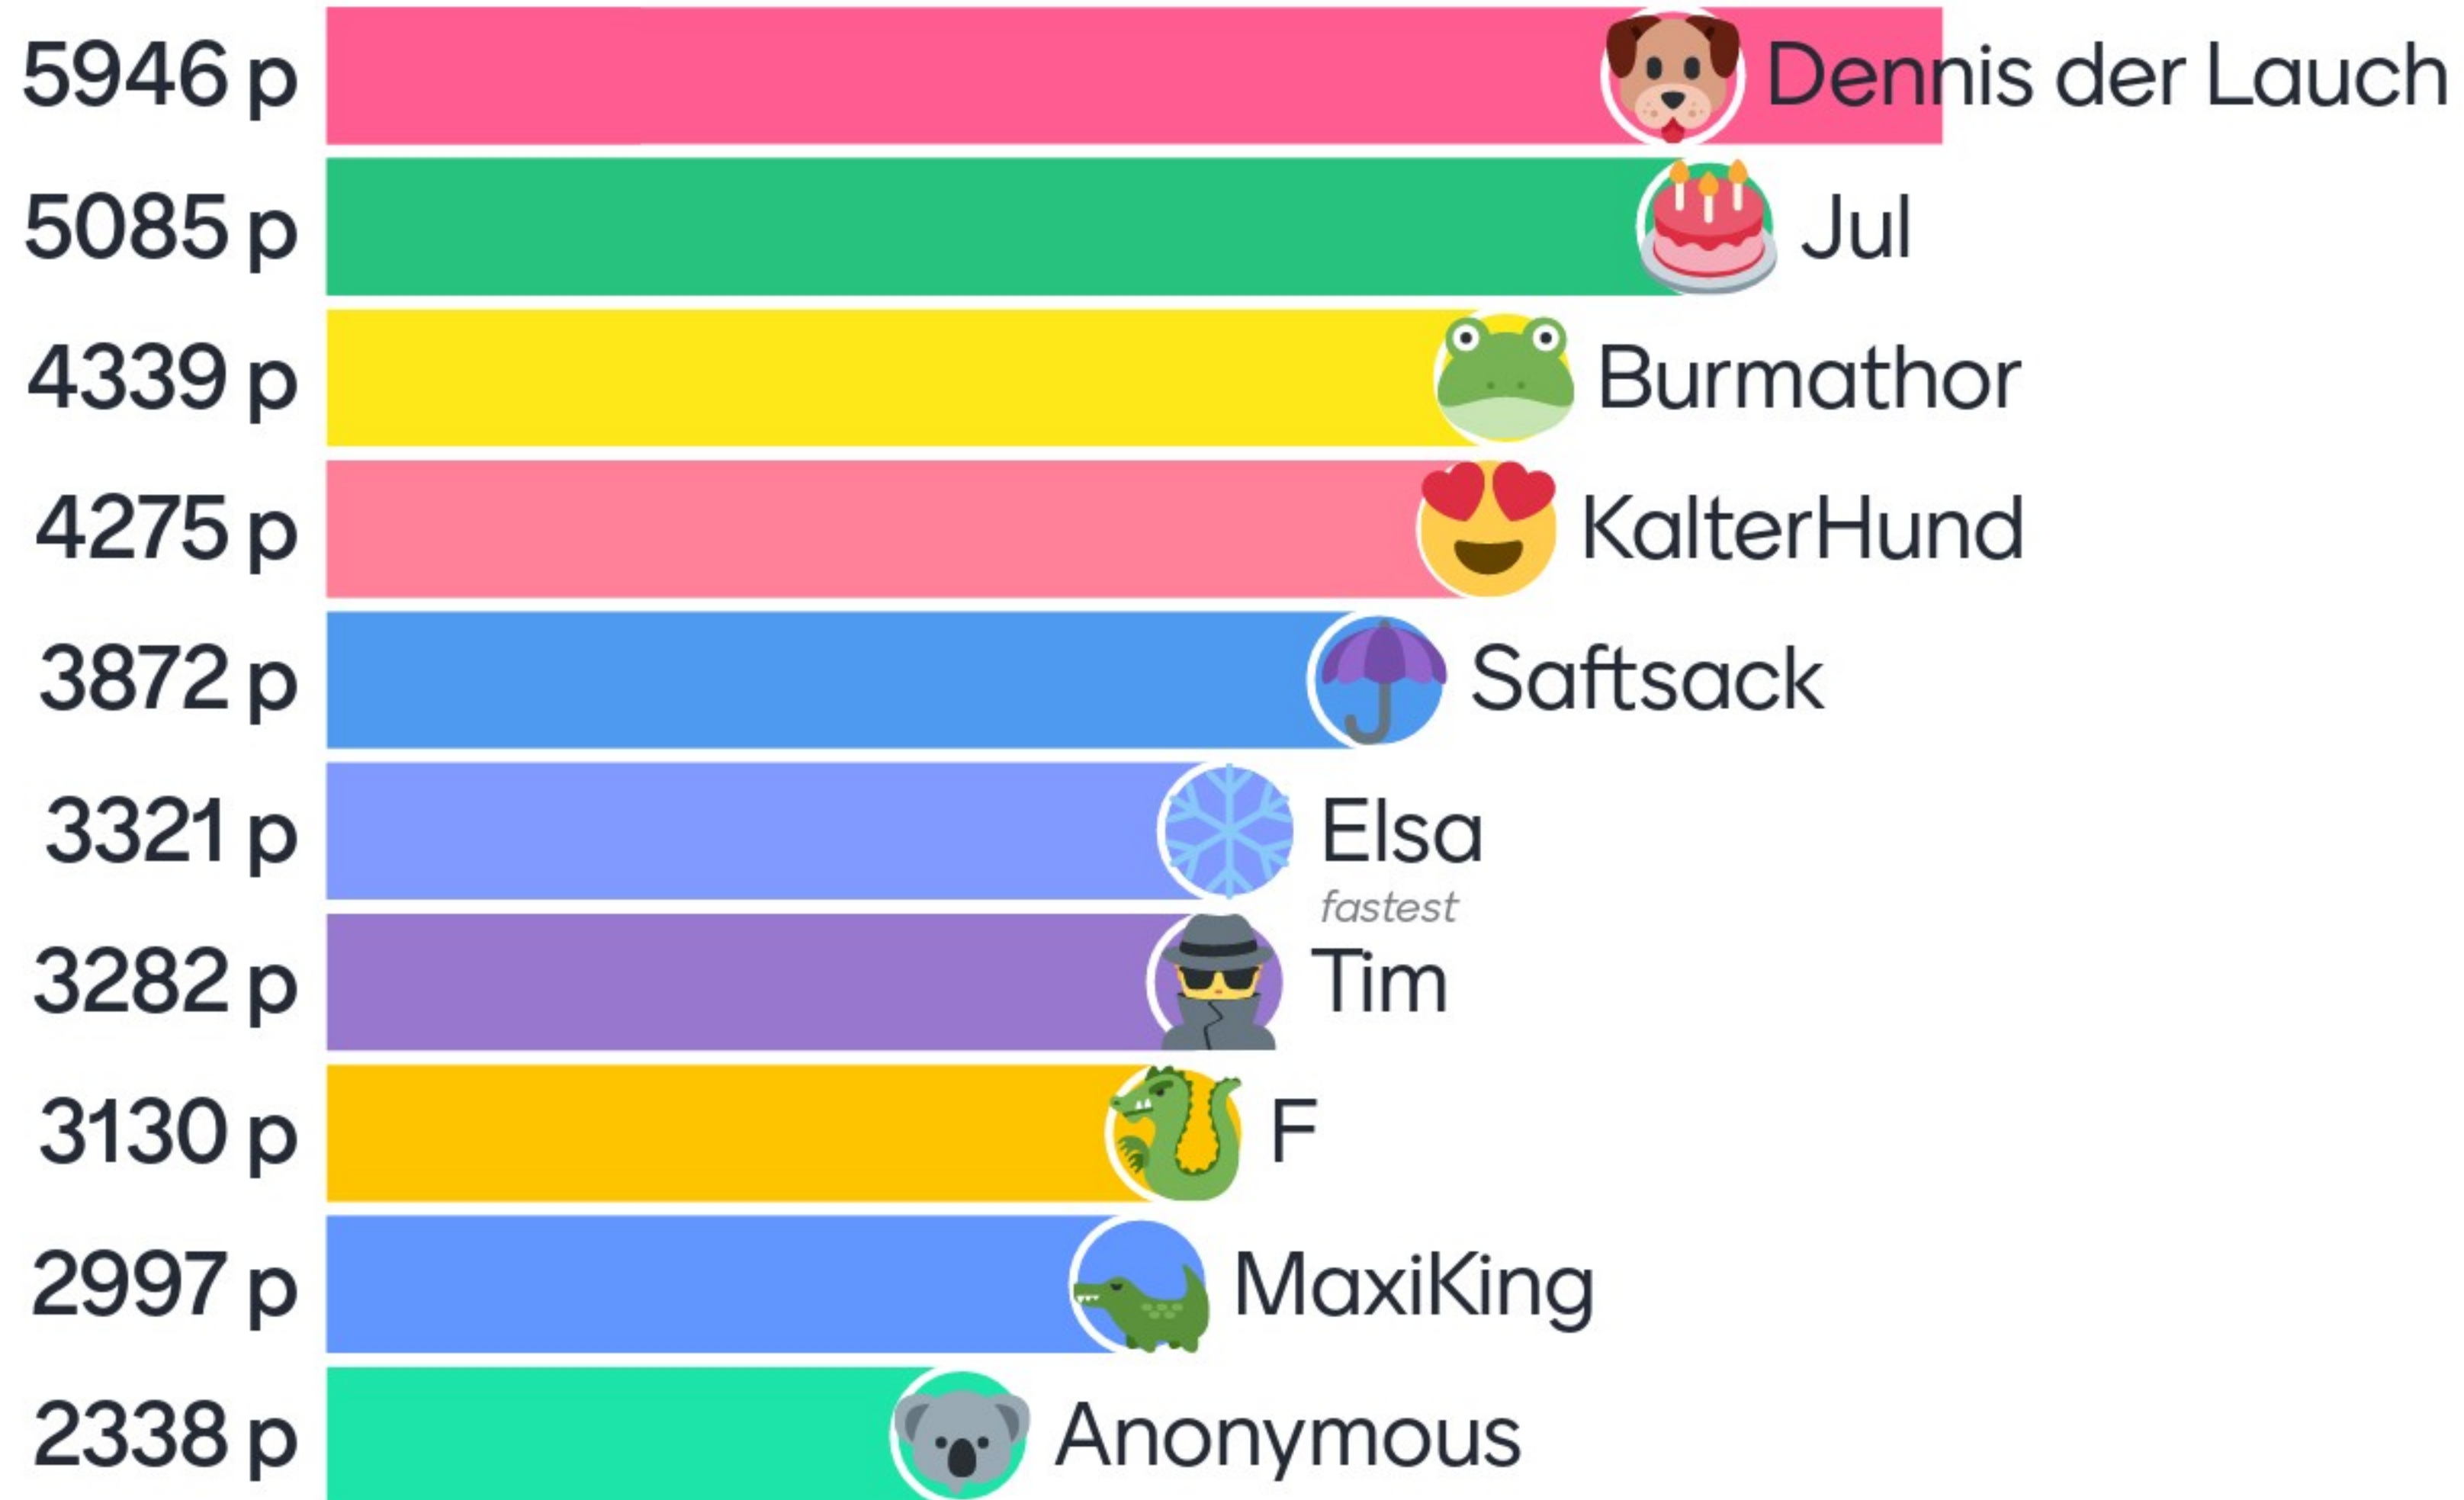 5946 p Dennis der Lauch
5085 p Jul
4339 p Burmathor
4275 p KalterHund
3872 p Saftsack
3321 p Elsa
fastest
3282 p Tim
3130 p F
2997 p MaxiKing
2338 p Anonymous